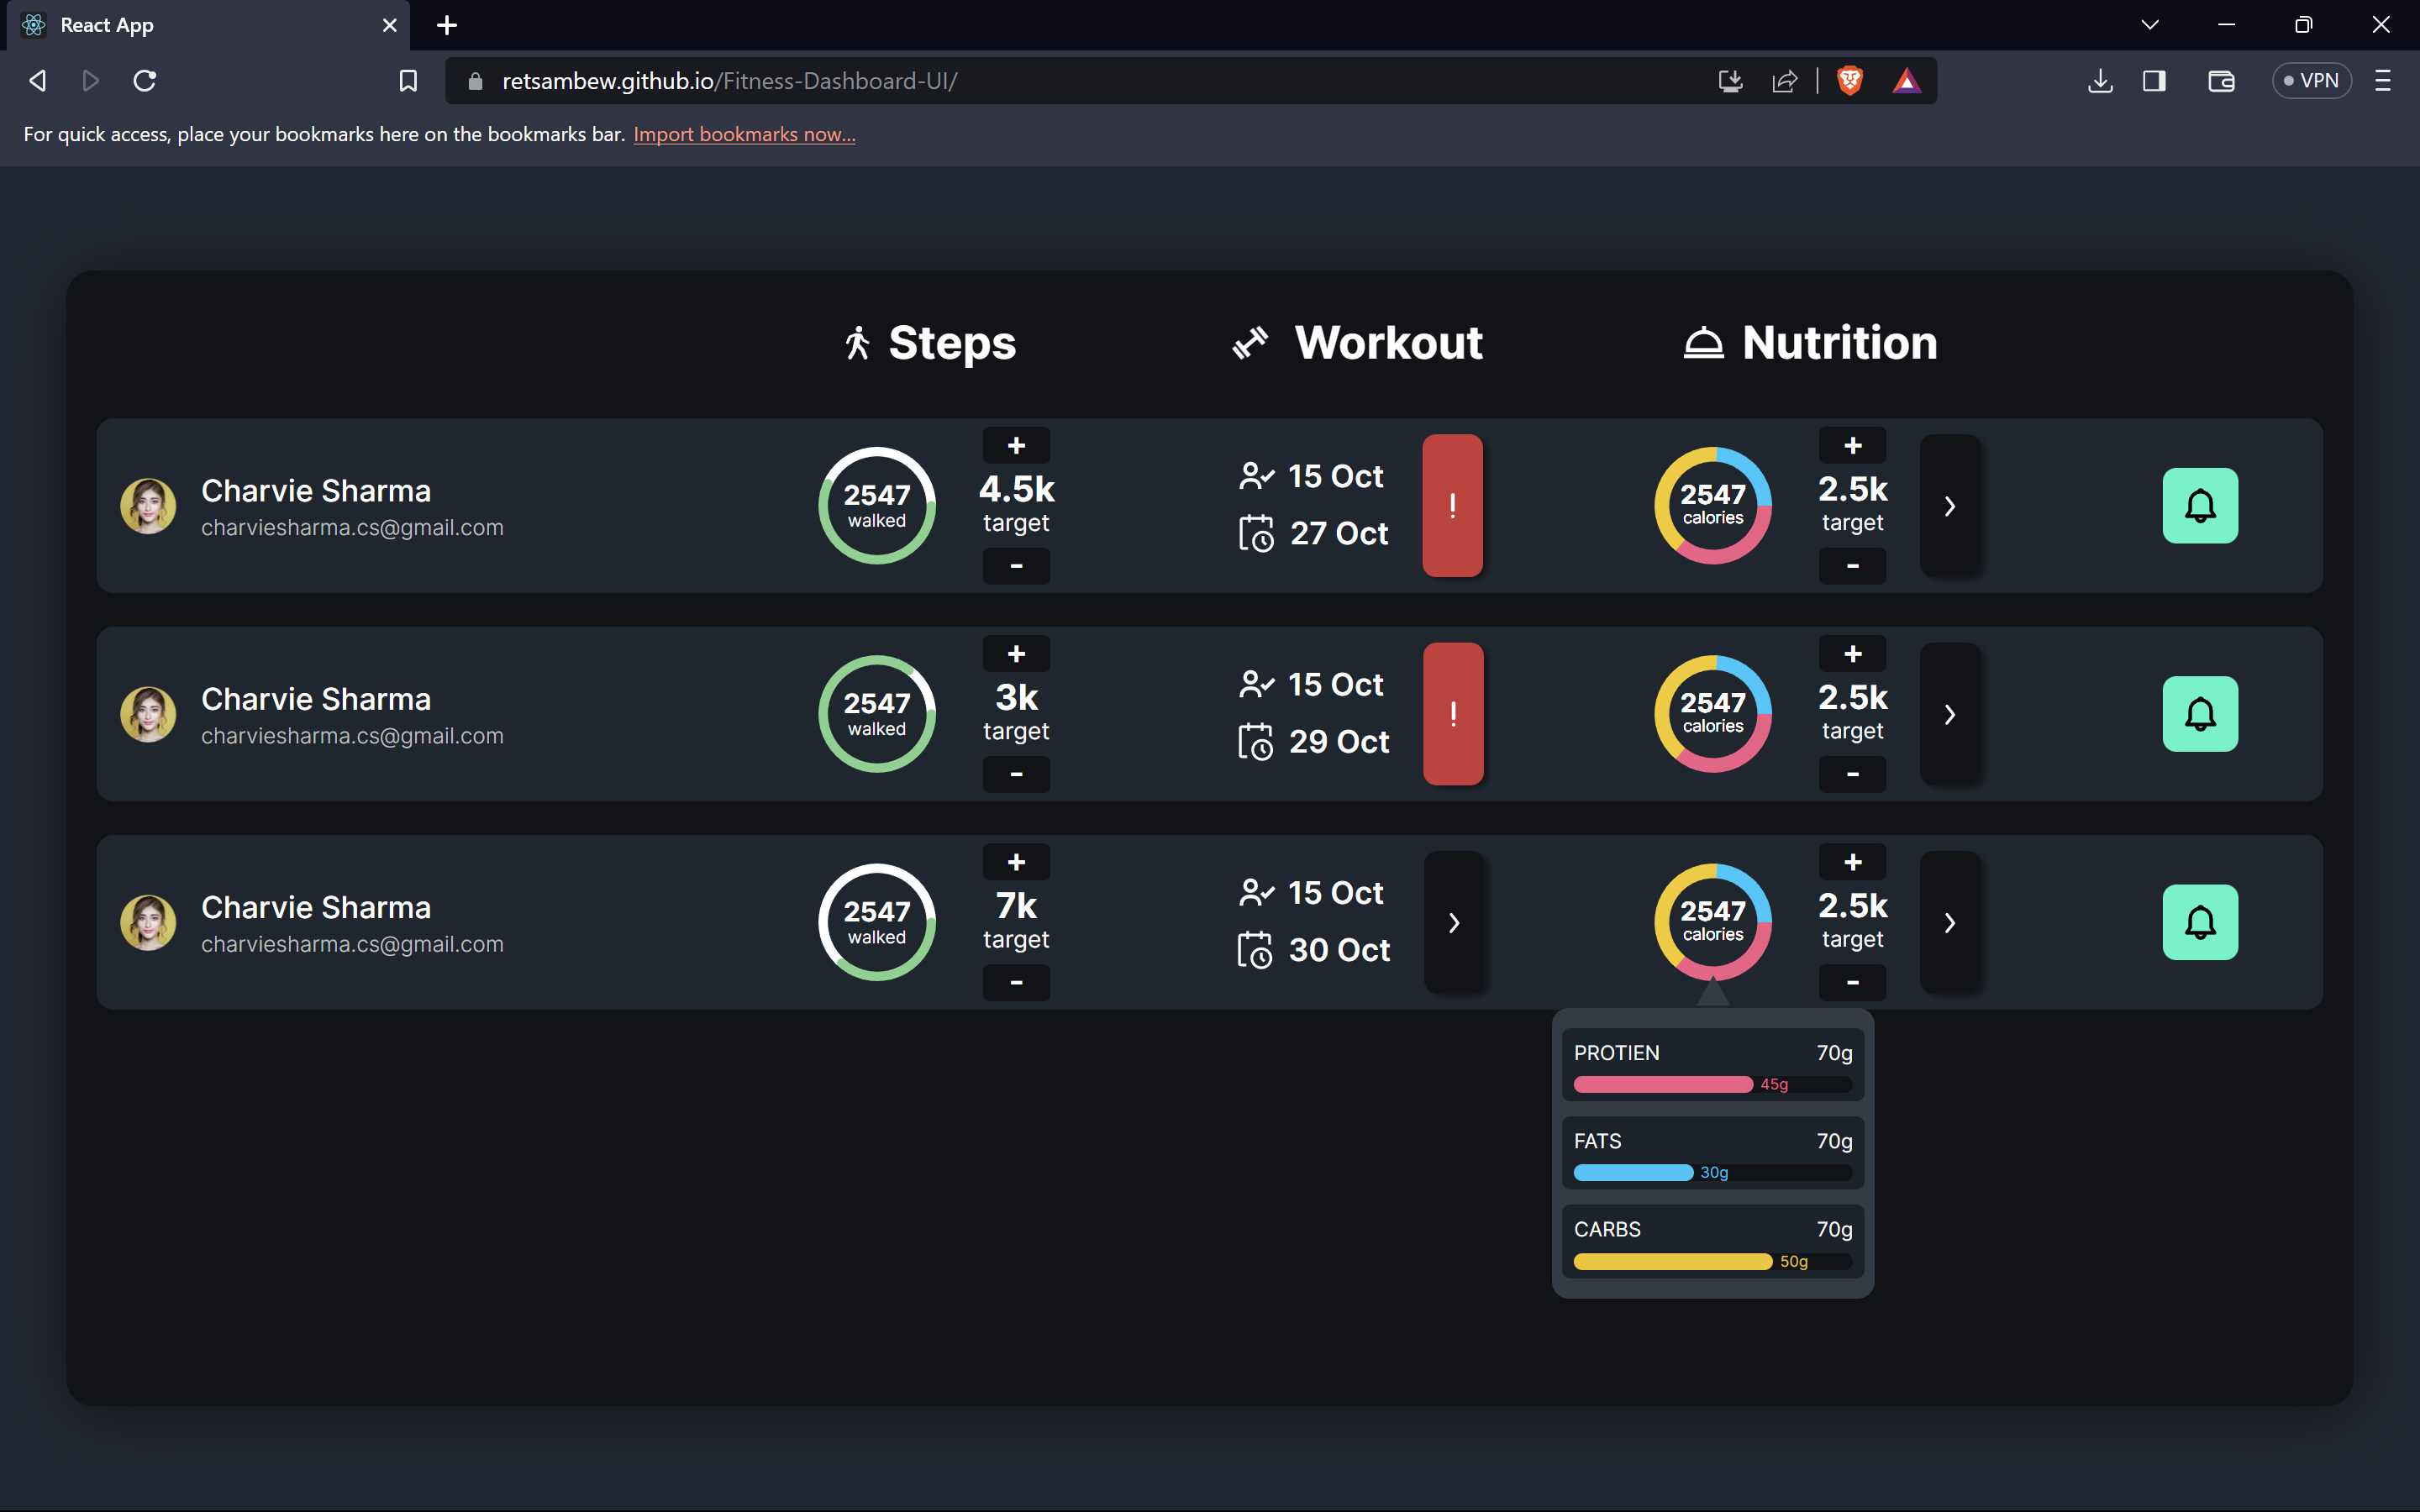 React App
retsambew.github.io/Fitness-Dashboard-UI/
VPN
For quick access, place your bookmarks here on the bookmarks bar. Import bookmarks now...
Steps
Workout
Nutrition
Charvie Sharma
charviesharma.cs@gmail.com
2547
walked
+
4.5k
target
-
15 Oct
27 Oct
!
2547
calories
+
2.5k
target
-
Charvie Sharma
charviesharma.cs@gmail.com
2547
walked
+
3k
target
-
15 Oct
29 Oct
!
2547
calories
+
2.5k
target
-
Charvie Sharma
charviesharma.cs@gmail.com
2547
walked
+
7k
target
-
15 Oct
30 Oct
2547
calories
+
2.5k
target
-
PROTIEN 70g
45g
FATS 70g
30g
CARBS 70g
50g